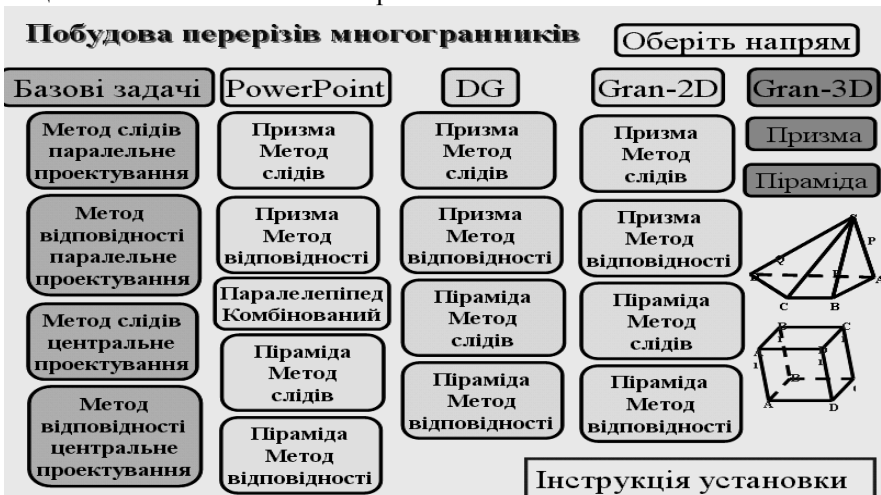 Побудова перерізів многогранників
Оберіть напрям
Базові задачі
PowerPoint
DG
Gran-2D
Gran-3D
Метод слідів
паралельне
проектування
Метод
відповідності
паралельне
проектування
Метод слідів
центральне
проектування
Метод
відповідності
центральне
проектування
Призма
Метод
слідів
Призма
Метод
відповідності
Паралелепіпед
Комбінований
Піраміда
Метод
слідів
Піраміда
Метод
відповідності
Призма
Метод
слідів
Призма
Метод
відповідності
Піраміда
Метод
слідів
Піраміда
Метод
відповідності
Призма
Метод
слідів
Призма
Метод
відповідності
Піраміда
Метод
слідів
Піраміда
Метод
відповідності
Призма
Піраміда
P
Q
A
C
B
A
D
Інструкція установки